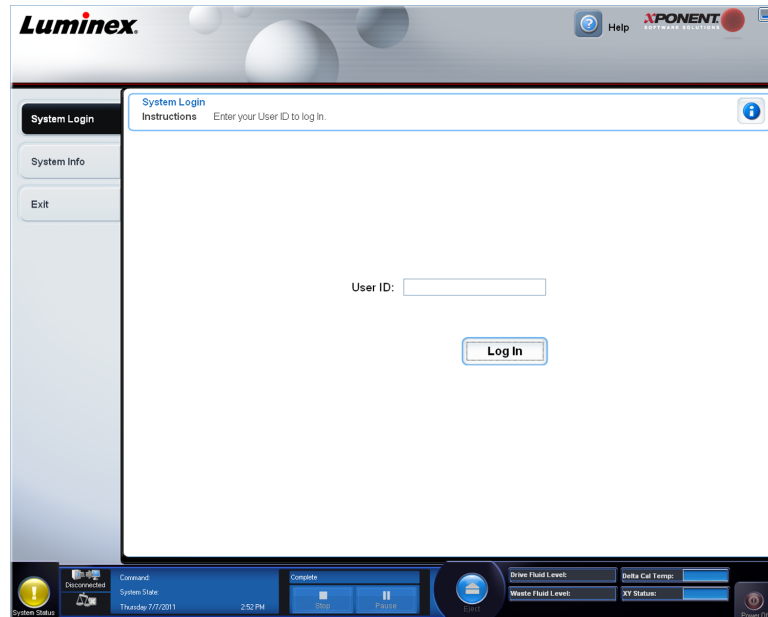 Luminex.
Help
XPONENT.
SOFTWARE SOLUTIONS
System Login
System Info
Exit
System Login
Instructions Enter your User ID to log In.
User ID:
Log In
System Status
Disconnected
Command:
System State:
Thursday 7/7/2011 2:52 PM
Complete
Stop
Pause
Eject
Drive Fluid Level:
Waste Fluid Level:
Delta Cal Temp:
XY Status:
Power